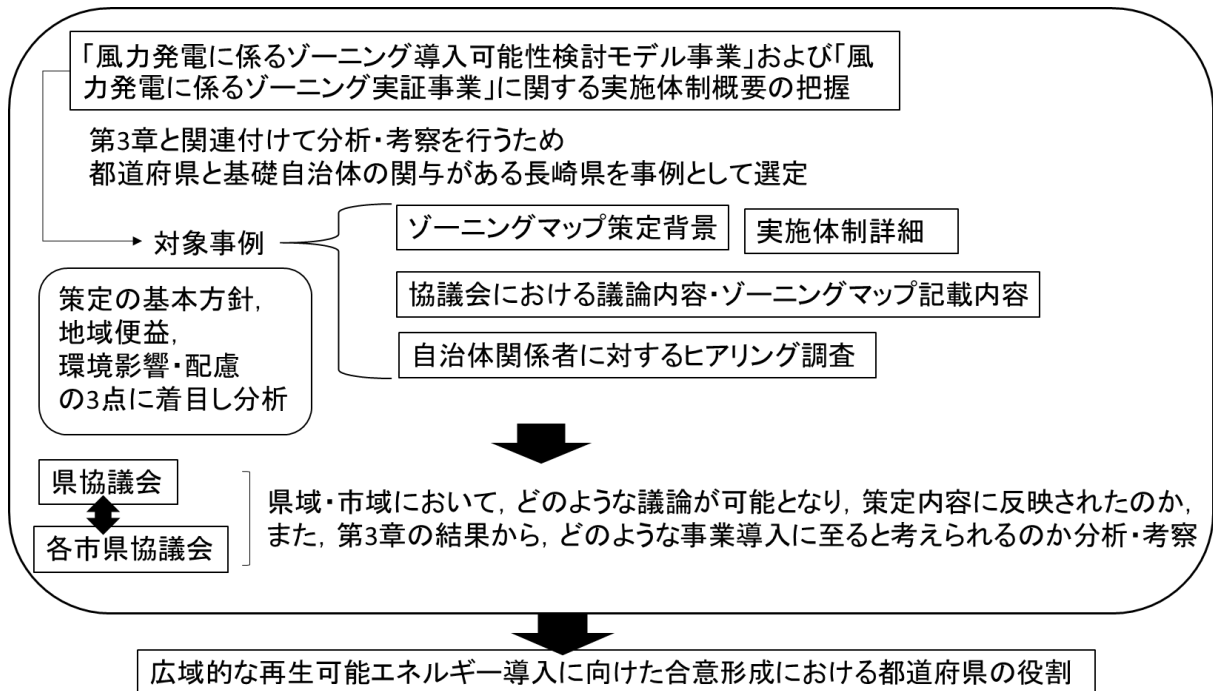 「風力発電に係るゾーニング導入可能性検討モデル事業」および「風
力発電に係るゾーニング実証事業」に関する実施体制概要の把握
第3章と関連付けて分析・考察を行うため
都道府県と基礎自治体の関与がある長崎県を事例として選定
対象事例
ゾーニングマップ策定背景
実施体制詳細
協議会における議論内容・ゾーニングマップ記載内容
自治体関係者に対するヒアリング調査
策定の基本方針,
地域便益,
環境影響・配慮
の3点に着目し分析
県協議会
各市県協議会
県域・市域において, どのような議論が可能となり, 策定内容に反映されたのか,
また, 第3章の結果から, どのような事業導入に至ると考えられるのか分析・考察
広域的な再生可能エネルギー導入に向けた合意形成における都道府県の役割